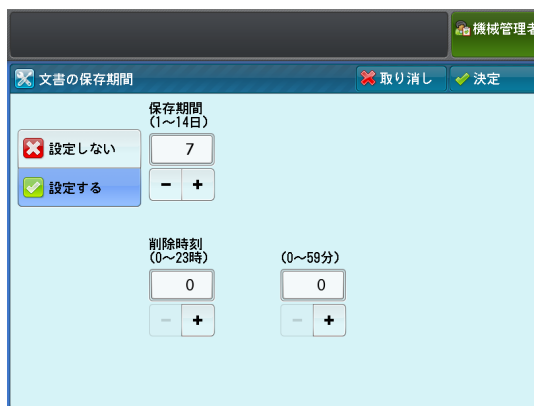 機械管理者
文書の保存期間
取り消し
決定
保存期間
(1～14日)
設定しない
7
設定する
－ +
削除時刻
(0～23時)
(0～59分)
0
0
－ +
－ +